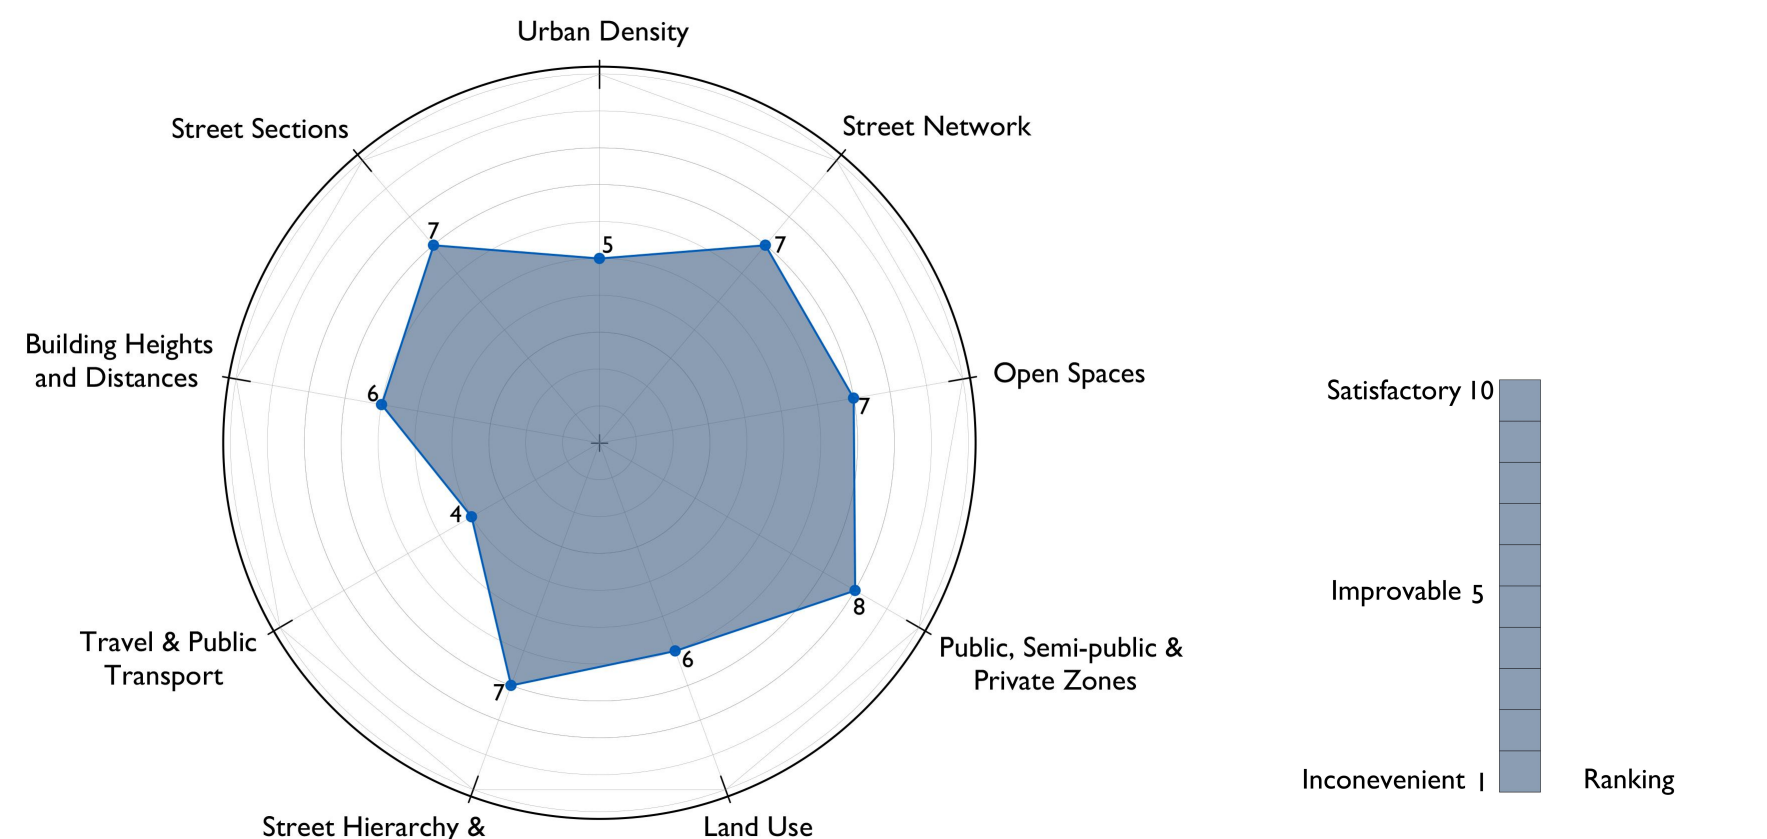 Urban Density
Street Sections
Street Network
7
5
7
Building Heights
and Distances
6
Open Spaces
7
Satisfactory 10
4
Improvable 5
8
Travel & Public
Transport
Public, Semi-public &
Private Zones
6
7
Inconevenient 1
Ranking
Street Hierarchy &
Land Use